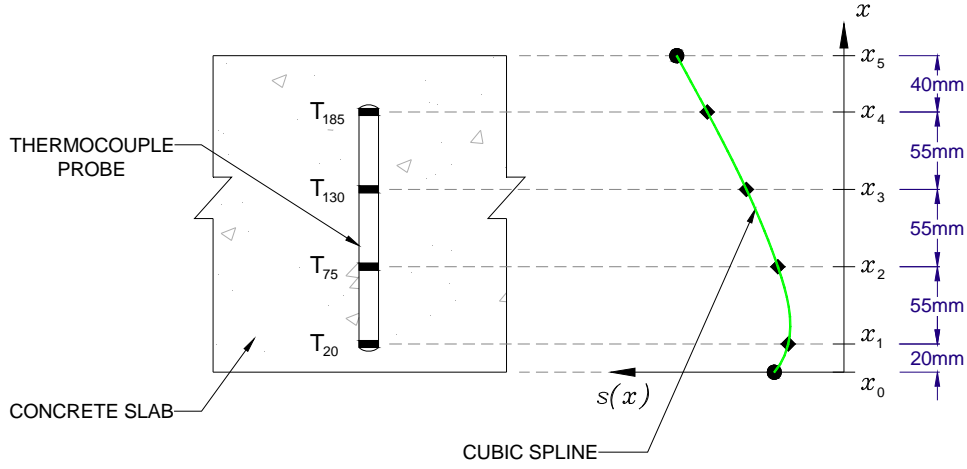 x
x₅
40mm
T₁₈₅
x₄
THERMOCOUPLE
PROBE
55mm
T₁₃₀
x₃
55mm
T₇₅
x₂
55mm
T₂₀
x₁
20mm
s(x)
x₀
CONCRETE SLAB
CUBIC SPLINE